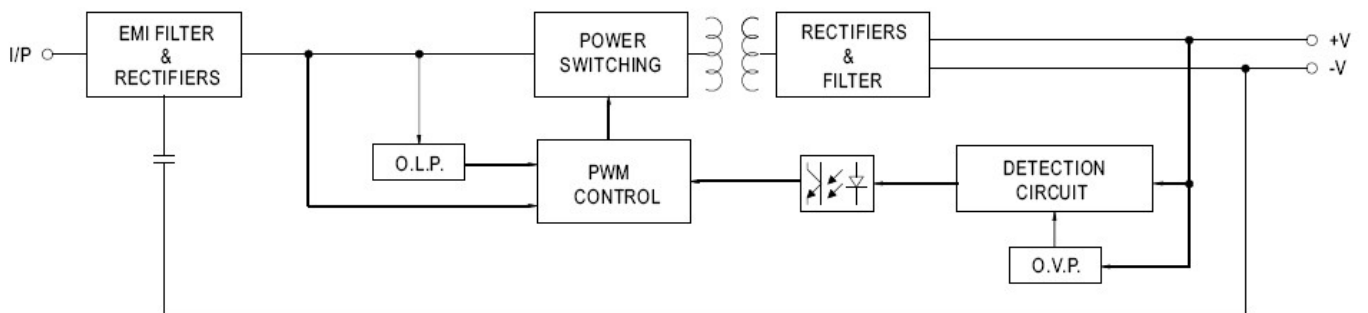 I/P
EMI FILTER
&
RECTIFIERS
POWER
SWITCHING
RECTIFIERS
&
FILTER
+V
-V
O.L.P.
PWM
CONTROL
DETECTION
CIRCUIT
O.V.P.